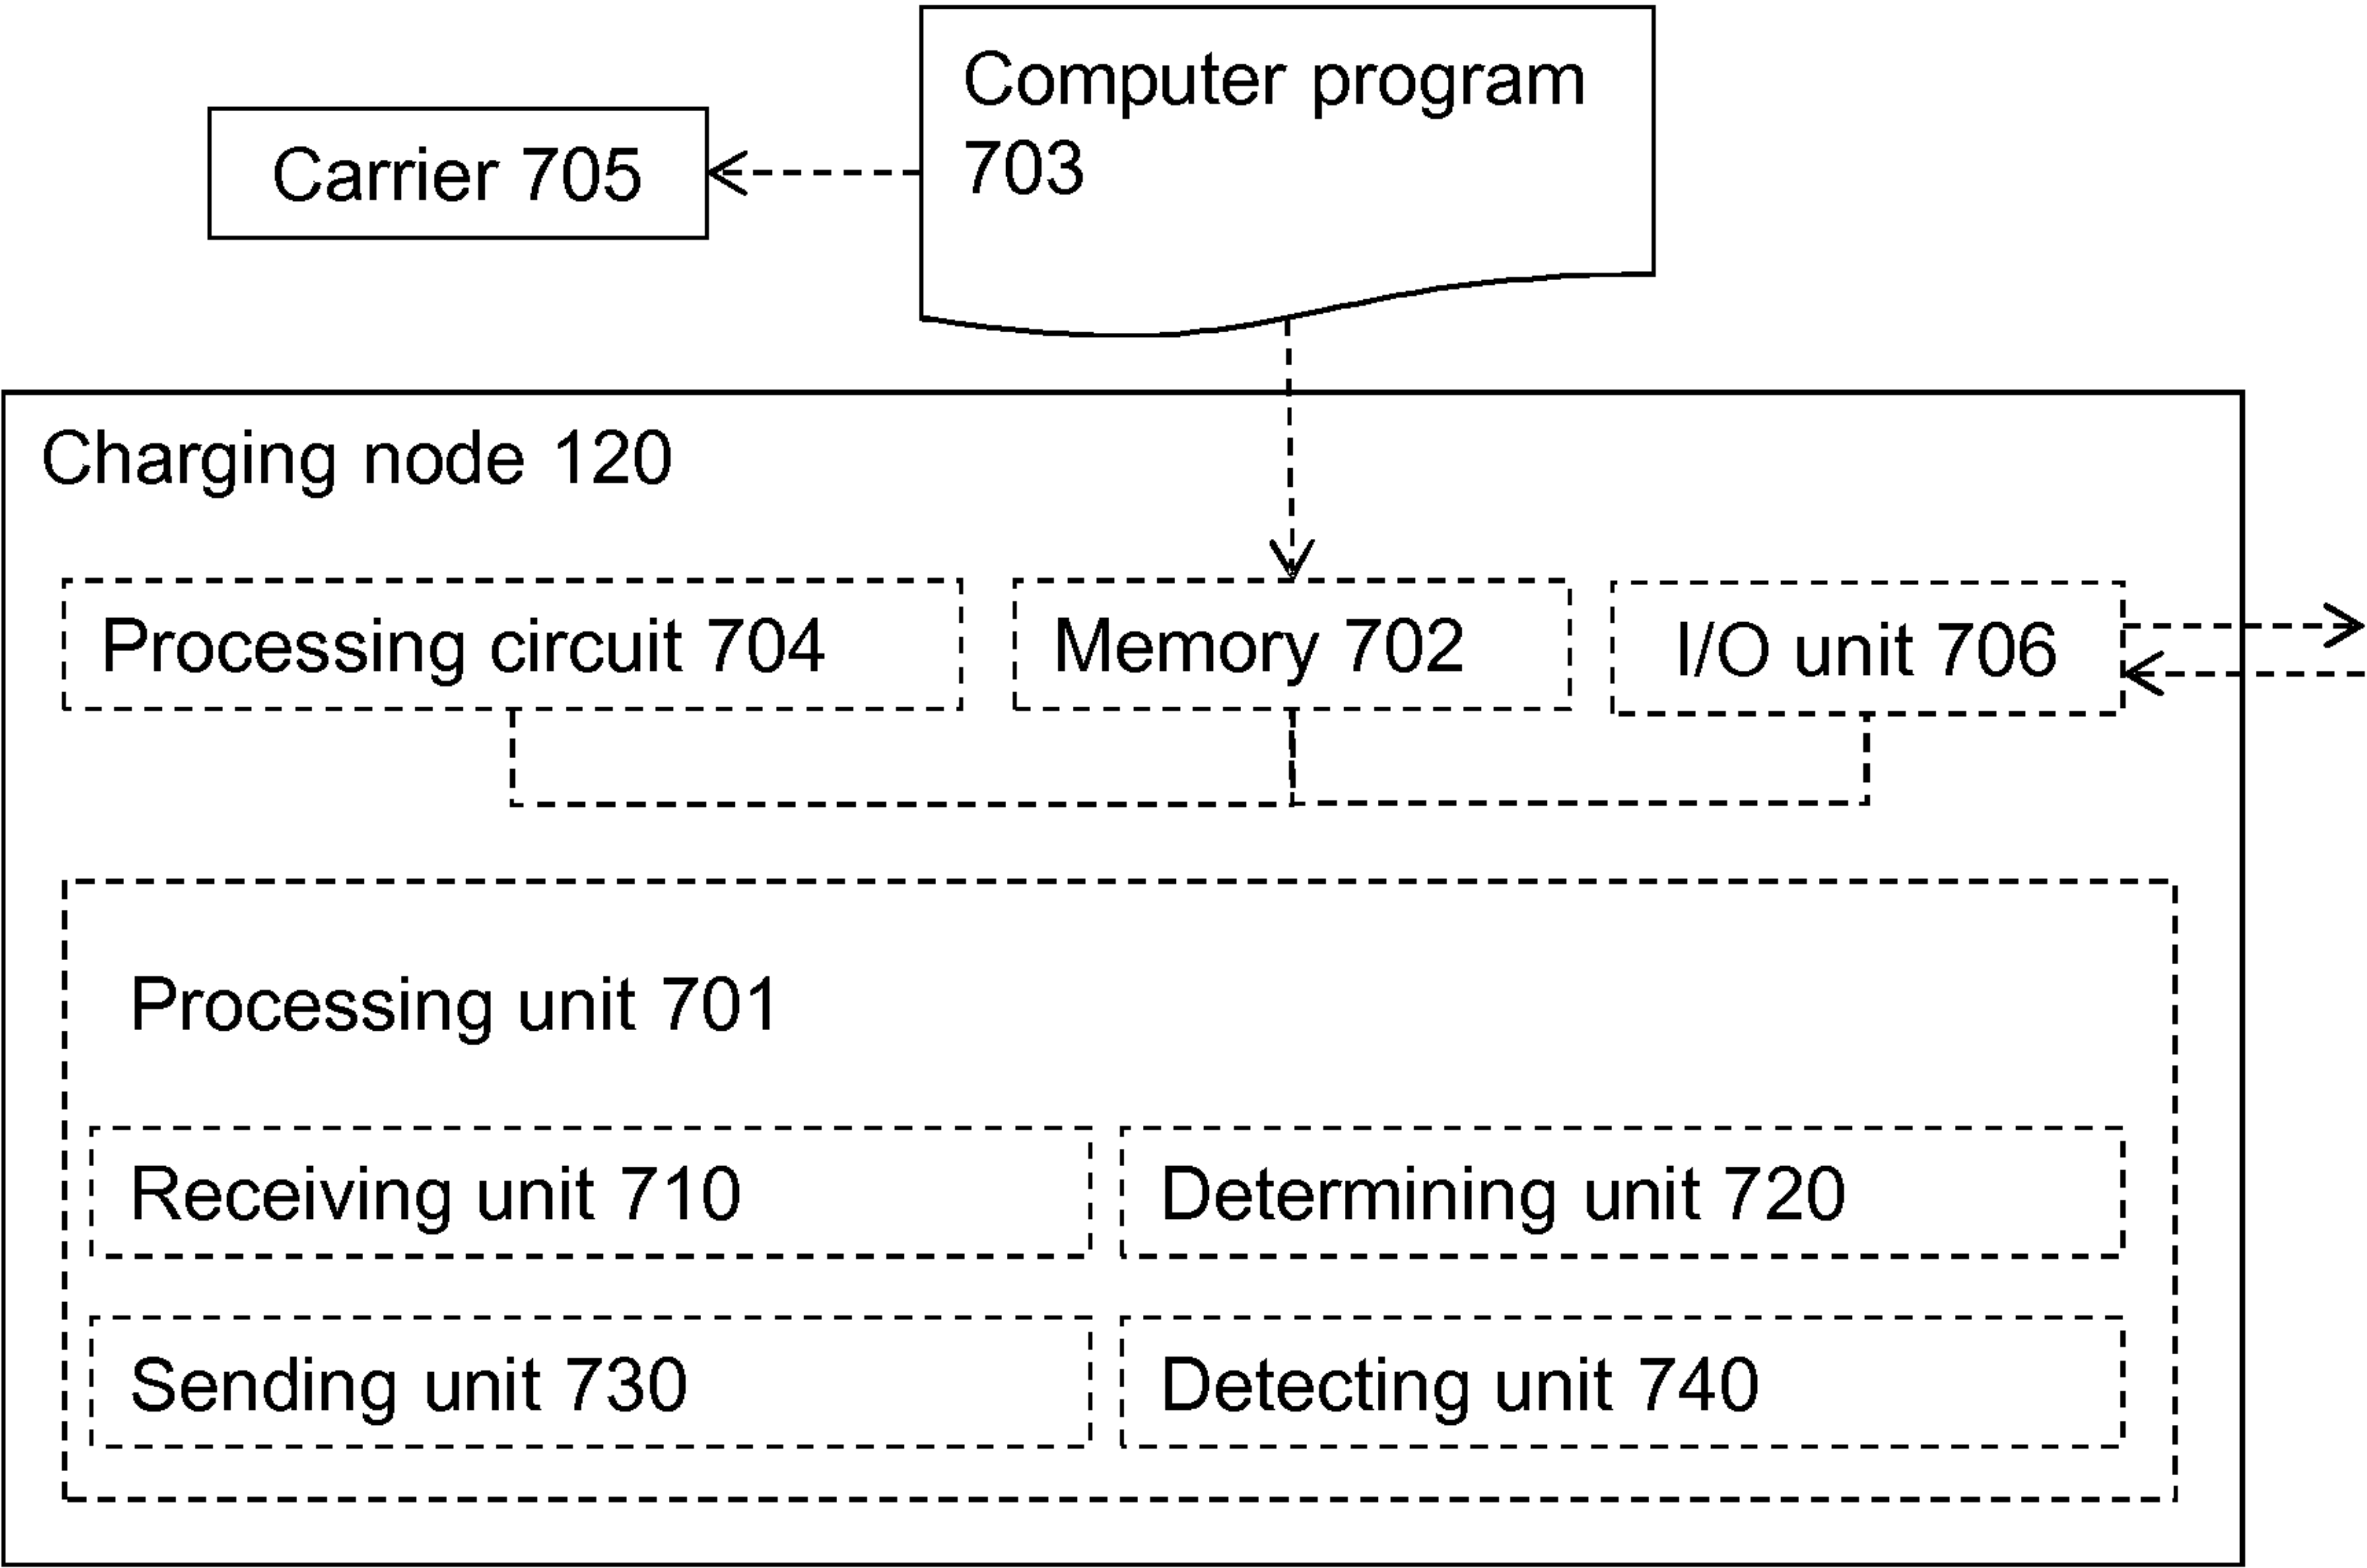 Computer program
703
Carrier 705
Charging node 120
Processing circuit 704
Memory 702
I/O unit 706
Processing unit 701
Receiving unit 710
Determining unit 720
Sending unit 730
Detecting unit 740